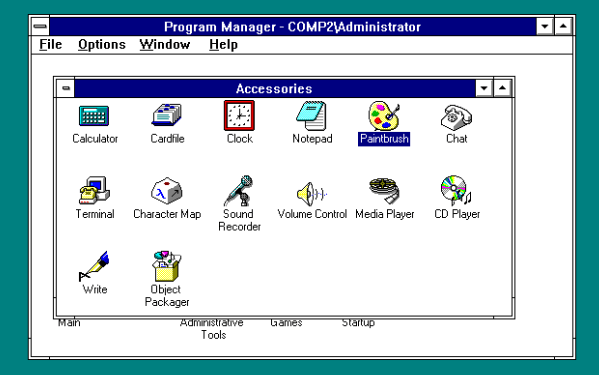 Program Manager - COMP2\Administrator
File Options Window Help
Accessories
Calculator Cardfile Clock Notepad Paintbrush Chat
Terminal Character Map Sound Recorder Volume Control Media Player CD Player
Write Object Packager
Main Administrative Tools Games Startup